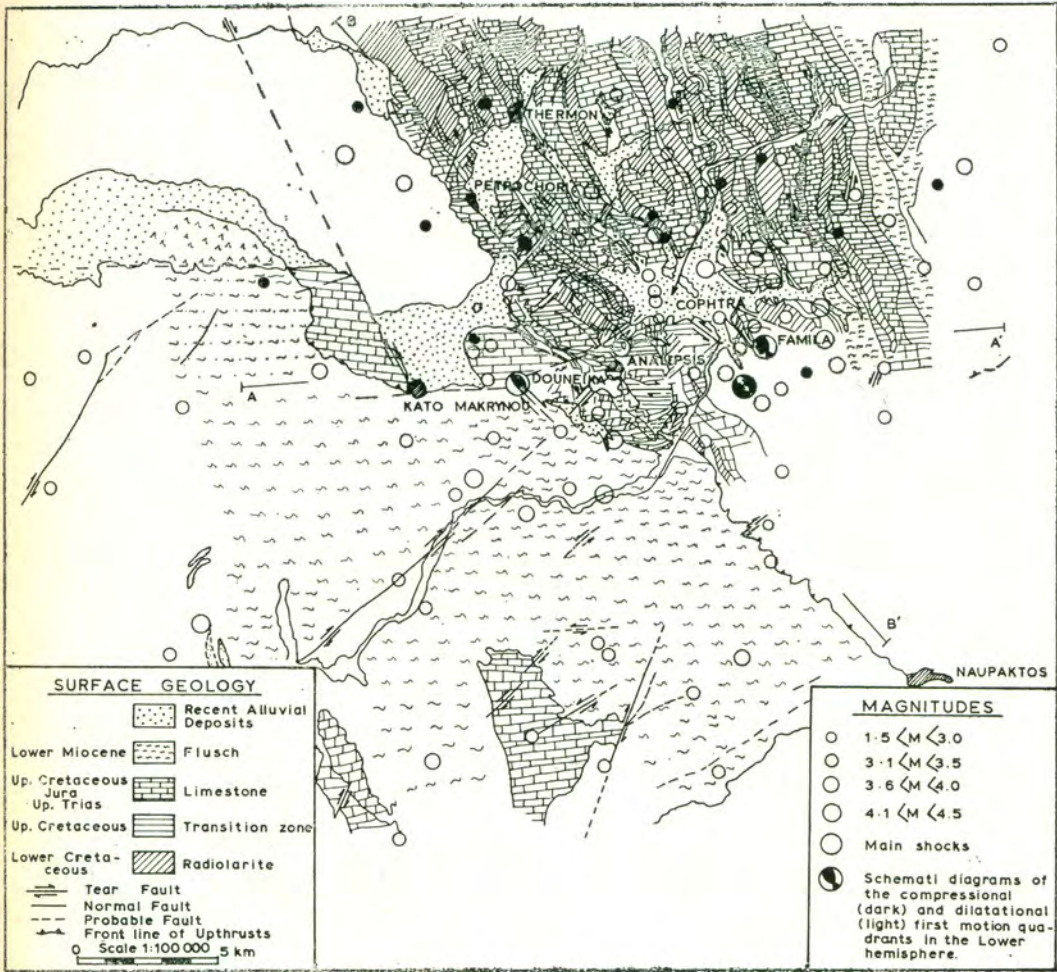 B
THERMON
PETROCHORI
COPHTRA
A'
FAMILA
ANALIPSIS
DOUNEIKA
A
KATO MAKRYNOU
B'
NAUPAKTOS
SURFACE GEOLOGY
Recent Alluvial
Deposits
Lower Miocene Flusch
Up. Cretaceous
Jura
Up. Trias
Limestone
Up. Cretaceous Transition zone
Lower Creta-
ceous
Radiolarite
Tear Fault
Normal Fault
Probable Fault
Front line of Upthrusts
Scale 1:100 000
0 5 km
MAGNITUDES
1·5 <M <3.0
3·1 <M <3.5
3·6 <M <4.0
4·1 <M <4.5
Main shocks
Schemati diagrams of
the compressional
(dark) and dilatational
(light) first motion qua-
drants in the Lower
hemisphere.